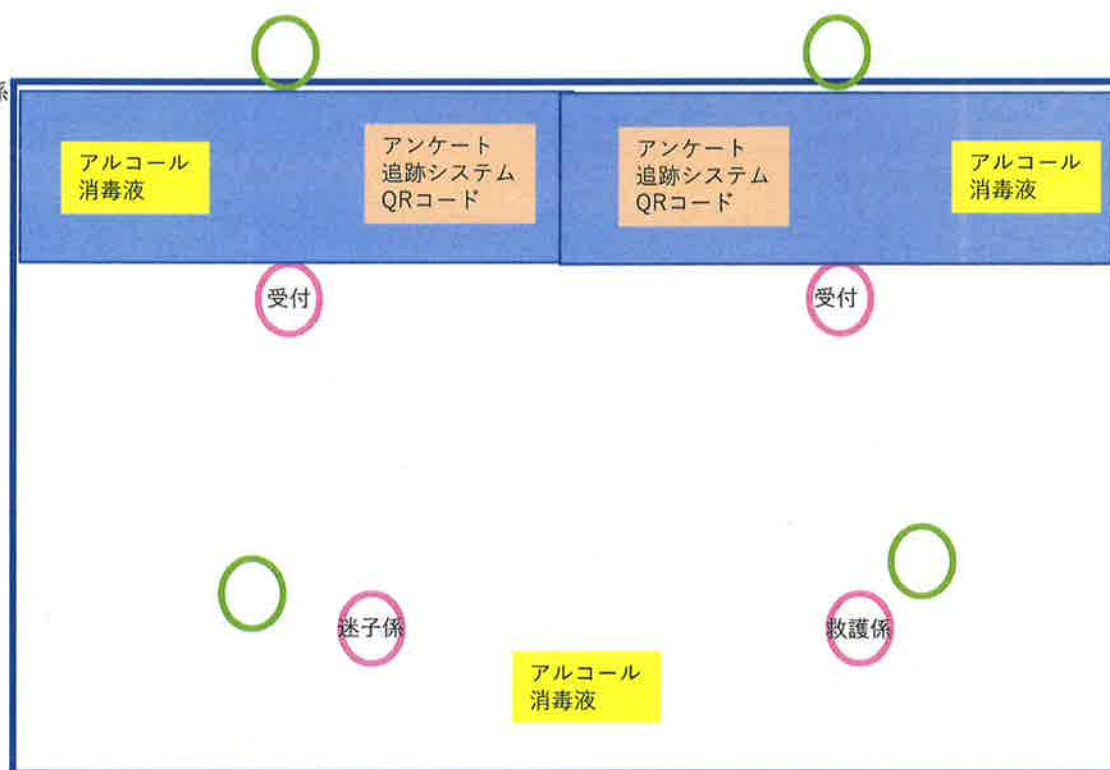 係
アルコール
消毒液
アンケート
追跡システム
QRコード
アンケート
追跡システム
QRコード
アルコール
消毒液
受付
受付
迷子係
救護係
アルコール
消毒液